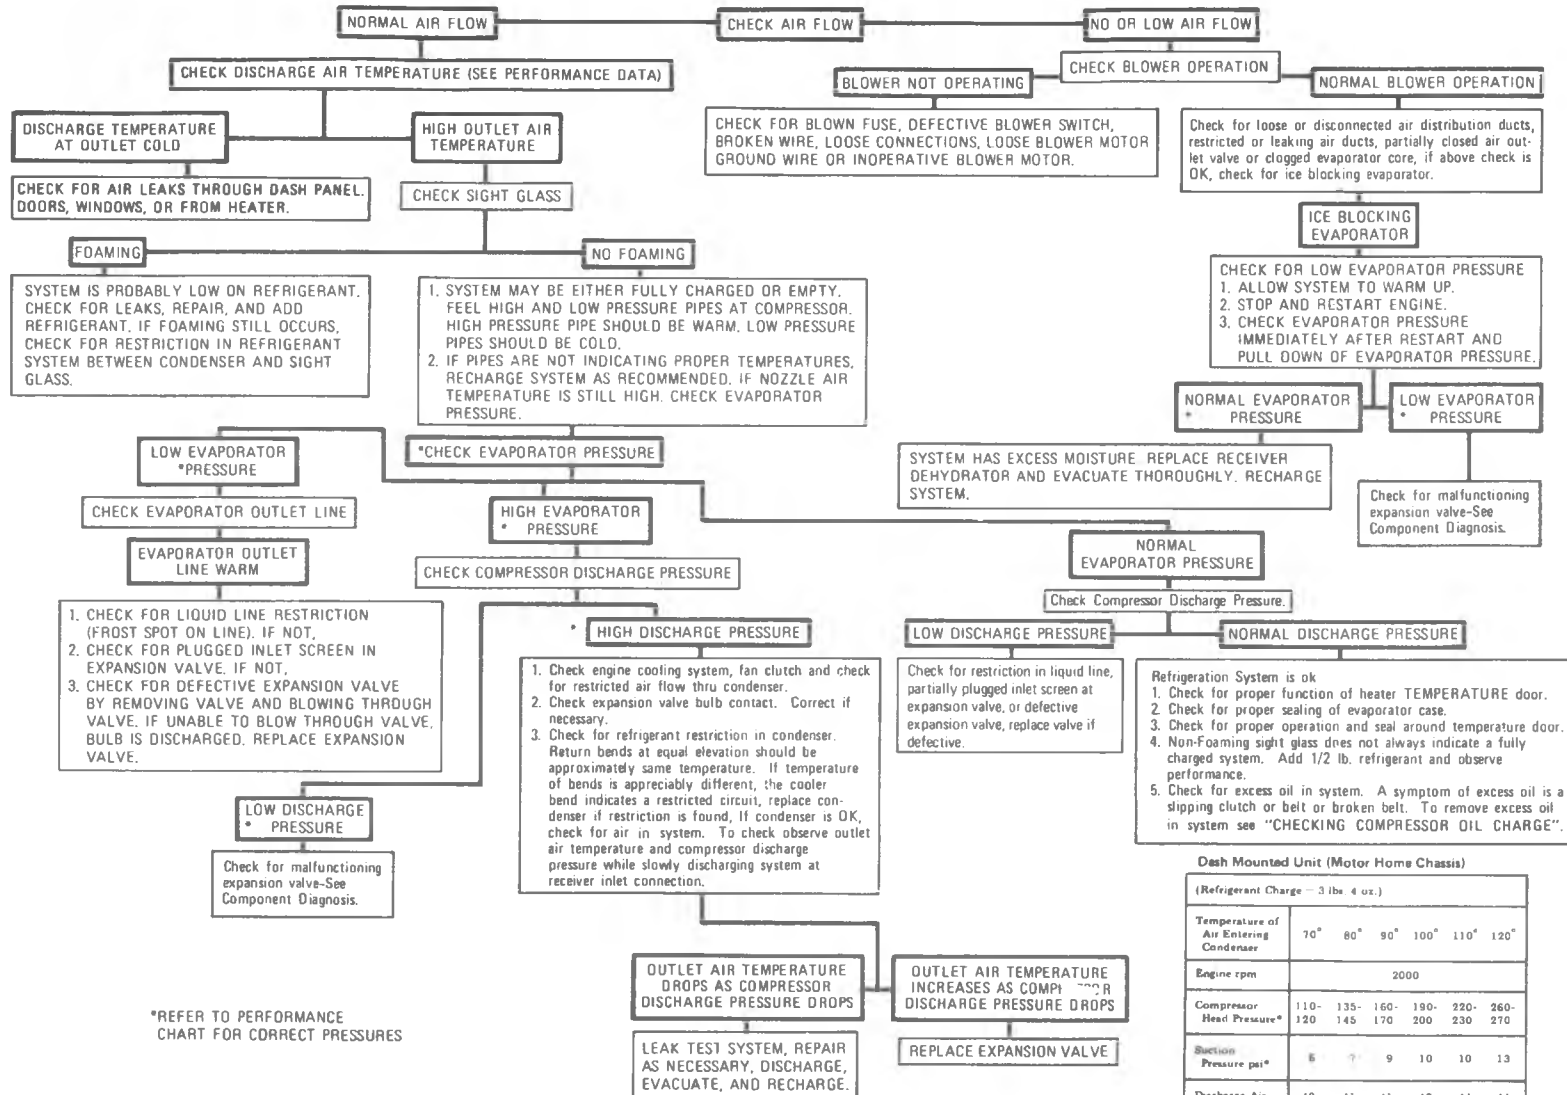 NORMAL AIR FLOW
CHECK AIR FLOW
NO OR LOW AIR FLOW
CHECK DISCHARGE AIR TEMPERATURE (SEE PERFORMANCE DATA)
CHECK BLOWER OPERATION
BLOWER NOT OPERATING
NORMAL BLOWER OPERATION
DISCHARGE TEMPERATURE
AT OUTLET COLD
HIGH OUTLET AIR
TEMPERATURE
CHECK FOR BLOWN FUSE, DEFECTIVE BLOWER SWITCH,
BROKEN WIRE, LOOSE CONNECTIONS, LOOSE BLOWER MOTOR
GROUND WIRE OR INOPERATIVE BLOWER MOTOR.
Check for loose or disconnected air distribution ducts,
restricted or leaking air ducts, partially closed air out-
let valve or clogged evaporator core, if above check is
OK, check for ice blocking evaporator.
CHECK FOR AIR LEAKS THROUGH DASH PANEL.
DOORS, WINDOWS, OR FROM HEATER.
CHECK SIGHT GLASS
ICE BLOCKING
EVAPORATOR
FOAMING
NO FOAMING
SYSTEM IS PROBABLY LOW ON REFRIGERANT.
CHECK FOR LEAKS, REPAIR, AND ADD
REFRIGERANT. IF FOAMING STILL OCCURS,
CHECK FOR RESTRICTION IN REFRIGERANT
SYSTEM BETWEEN CONDENSER AND SIGHT
GLASS.
1. SYSTEM MAY BE EITHER FULLY CHARGED OR EMPTY.
FEEL HIGH AND LOW PRESSURE PIPES AT COMPRESSOR.
HIGH PRESSURE PIPE SHOULD BE WARM. LOW PRESSURE
PIPES SHOULD BE COLD.
2. IF PIPES ARE NOT INDICATING PROPER TEMPERATURES,
RECHARGE SYSTEM AS RECOMMENDED. IF NOZZLE AIR
TEMPERATURE IS STILL HIGH. CHECK EVAPORATOR
PRESSURE.
CHECK FOR LOW EVAPORATOR PRESSURE
1. ALLOW SYSTEM TO WARM UP.
2. STOP AND RESTART ENGINE.
3. CHECK EVAPORATOR PRESSURE
IMMEDIATELY AFTER RESTART AND
PULL DOWN OF EVAPORATOR PRESSURE.
NORMAL EVAPORATOR
* PRESSURE
LOW EVAPORATOR
* PRESSURE
LOW EVAPORATOR
*PRESSURE
*CHECK EVAPORATOR PRESSURE
SYSTEM HAS EXCESS MOISTURE. REPLACE RECEIVER
DEHYDRATOR AND EVACUATE THOROUGHLY. RECHARGE
SYSTEM.
Check for malfunctioning
expansion valve-See
Component Diagnosis.
CHECK EVAPORATOR OUTLET LINE
HIGH EVAPORATOR
* PRESSURE
NORMAL
EVAPORATOR PRESSURE
EVAPORATOR OUTLET
LINE WARM
CHECK COMPRESSOR DISCHARGE PRESSURE
Check Compressor Discharge Pressure.
1. CHECK FOR LIQUID LINE RESTRICTION
(FROST SPOT ON LINE). IF NOT,
2. CHECK FOR PLUGGED INLET SCREEN IN
EXPANSION VALVE. IF NOT,
3. CHECK FOR DEFECTIVE EXPANSION VALVE
BY REMOVING VALVE AND BLOWING THROUGH
VALVE. IF UNABLE TO BLOW THROUGH VALVE,
BULB IS DISCHARGED. REPLACE EXPANSION
VALVE.
* HIGH DISCHARGE PRESSURE
LOW DISCHARGE PRESSURE
NORMAL DISCHARGE PRESSURE
1. Check engine cooling system, fan clutch and check
for restricted air flow thru condenser.
2. Check expansion valve bulb contact. Correct if
necessary.
3. Check for refrigerant restriction in condenser.
Return bends at equal elevation should be
approximately same temperature. If temperature
of bends is appreciably different, the cooler
bend indicates a restricted circuit, replace con-
denser if restriction is found, If condenser is OK,
check for air in system. To check observe outlet
air temperature and compressor discharge
pressure while slowly discharging system at
receiver inlet connection.
Check for restriction in liquid line,
partially plugged inlet screen at
expansion valve, or defective
expansion valve, replace valve if
defective.
Refrigeration System is ok
1. Check for proper function of heater TEMPERATURE door.
2. Check for proper sealing of evaporator case.
3. Check for proper operation and seal around temperature door.
4. Non-Foaming sight glass does not always indicate a fully
charged system. Add 1/2 lb. refrigerant and observe
performance.
5. Check for excess oil in system. A symptom of excess oil is a
slipping clutch or belt or broken belt. To remove excess oil
in system see "CHECKING COMPRESSOR OIL CHARGE".
LOW DISCHARGE
* PRESSURE
Check for malfunctioning
expansion valve-See
Component Diagnosis.
Dash Mounted Unit (Motor Home Chassis)
(Refrigerant Charge - 3 lbs. 4 oz.)
Temperature of
Air Entering
Condenser
70° 80° 90° 100° 110° 120°
Engine rpm 2000
Compressor
Head Pressure*
110- 135- 160- 190- 220- 260-
120 145 170 200 230 270
Suction
Pressure psi*
9 10 10 13
OUTLET AIR TEMPERATURE
DROPS AS COMPRESSOR
DISCHARGE PRESSURE DROPS
OUTLET AIR TEMPERATURE
INCREASES AS
DISCHARGE PRESSURE DROPS
LEAK TEST SYSTEM, REPAIR
AS NECESSARY, DISCHARGE,
EVACUATE, AND RECHARGE.
REPLACE EXPANSION VALVE
*REFER TO PERFORMANCE
CHART FOR CORRECT PRESSURES